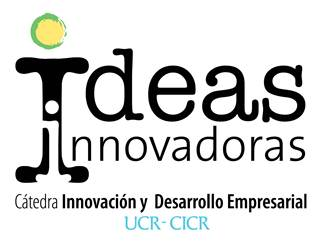 ideas
innovadoras
Cátedra Innovación y Desarrollo Empresarial
UCR-CICR